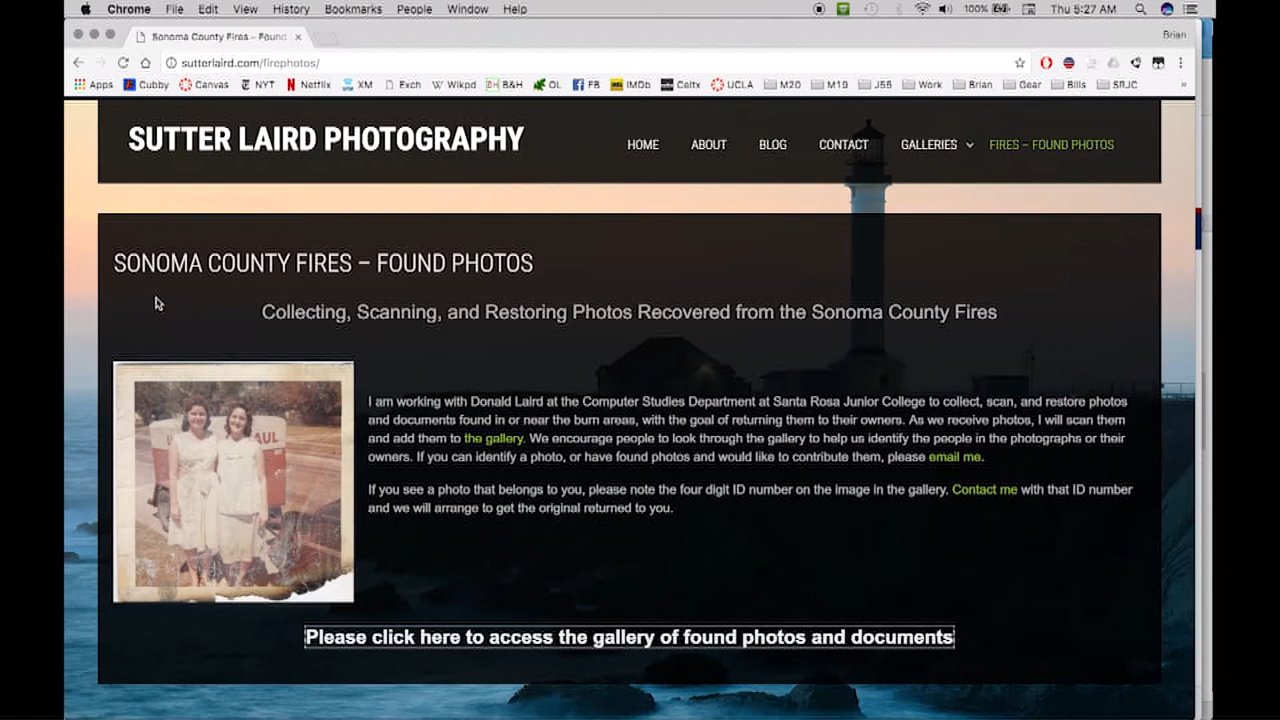 Chrome File Edit View History Bookmarks People Window Help 100% Thu 5:27 AM
Sonoma County Fires – Found Brian
sutterlaird.com/firephotos/
Apps Cubby Canvas NYT Netflix XM Exch Wikpd B&H OL FB IMDb Celtx UCLA M20 M19 J55 Work Brian Gear Bills SRJC »
SUTTER LAIRD PHOTOGRAPHY
HOME ABOUT BLOG CONTACT GALLERIES FIRES – FOUND PHOTOS
SONOMA COUNTY FIRES – FOUND PHOTOS
Collecting, Scanning, and Restoring Photos Recovered from the Sonoma County Fires
I am working with Donald Laird at the Computer Studies Department at Santa Rosa Junior College to collect, scan, and restore photos
and documents found in or near the burn areas, with the goal of returning them to their owners. As we receive photos, I will scan them
and add them to the gallery. We encourage people to look through the gallery to help us identify the people in the photographs or their
owners. If you can identify a photo, or have found photos and would like to contribute them, please email me.
If you see a photo that belongs to you, please note the four digit ID number on the image in the gallery. Contact me with that ID number
and we will arrange to get the original returned to you.
Please click here to access the gallery of found photos and documents